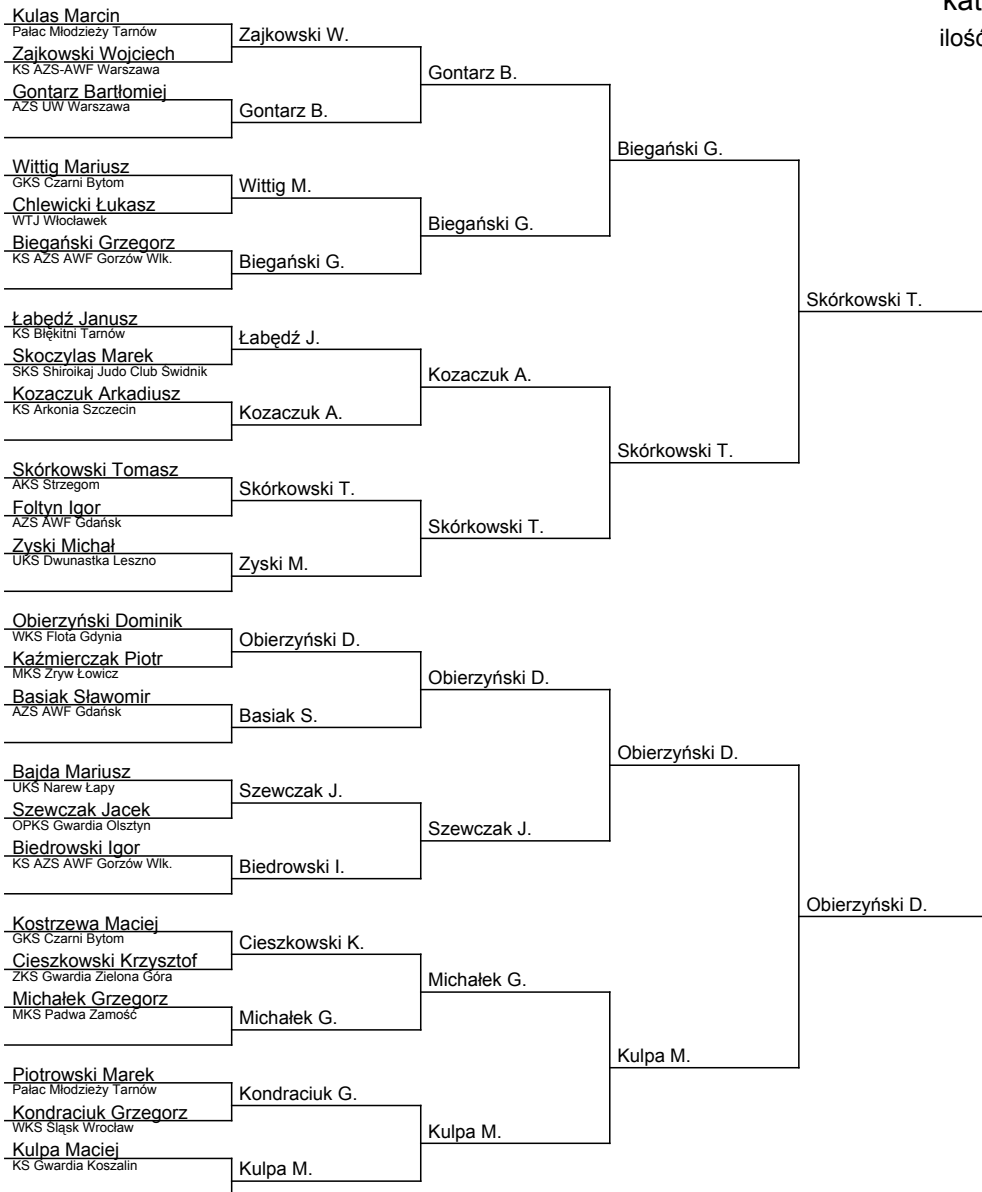 kat
ilość
Kulas Marcin
Pałac Młodzieży Tarnów
Zajkowski W.
Zajkowski Wojciech
KS AZS-AWF Warszawa
Gontarz B.
Gontarz Bartłomiej
AZS UW Warszawa
Gontarz B.
Biegański G.
Wittig Mariusz
GKS Czarni Bytom
Wittig M.
Chlewicki Łukasz
WTJ Włocławek
Biegański G.
Biegański Grzegorz
KS AZS AWF Gorzów Wlk.
Biegański G.
Skórkowski T.
Łabędź Janusz
KS Błękitni Tarnów
Łabędź J.
Skoczylas Marek
SKS Shiroikaj Judo Club Świdnik
Kozaczuk A.
Kozaczuk Arkadiusz
KS Arkonia Szczecin
Kozaczuk A.
Skórkowski T.
Skórkowski Tomasz
AKS Strzegom
Skórkowski T.
Foltyn Igor
AZS AWF Gdańsk
Skórkowski T.
Zyski Michał
UKS Dwunastka Leszno
Zyski M.
Obierzyński Dominik
WKS Flota Gdynia
Obierzyński D.
Kaźmierczak Piotr
MKS Zryw Łowicz
Obierzyński D.
Basiak Sławomir
AZS AWF Gdańsk
Basiak S.
Obierzyński D.
Bajda Mariusz
UKS Narew Łapy
Szewczak J.
Szewczak Jacek
OPKS Gwardia Olsztyn
Szewczak J.
Biedrowski Igor
KS AZS AWF Gorzów Wlk.
Biedrowski I.
Obierzyński D.
Kostrzewa Maciej
GKS Czarni Bytom
Cieszkowski K.
Cieszkowski Krzysztof
ZKS Gwardia Zielona Góra
Michałek G.
Michałek Grzegorz
MKS Padwa Zamość
Michałek G.
Kulpa M.
Piotrowski Marek
Pałac Młodzieży Tarnów
Kondraciuk G.
Kondraciuk Grzegorz
WKS Śląsk Wrocław
Kulpa M.
Kulpa Maciej
KS Gwardia Koszalin
Kulpa M.